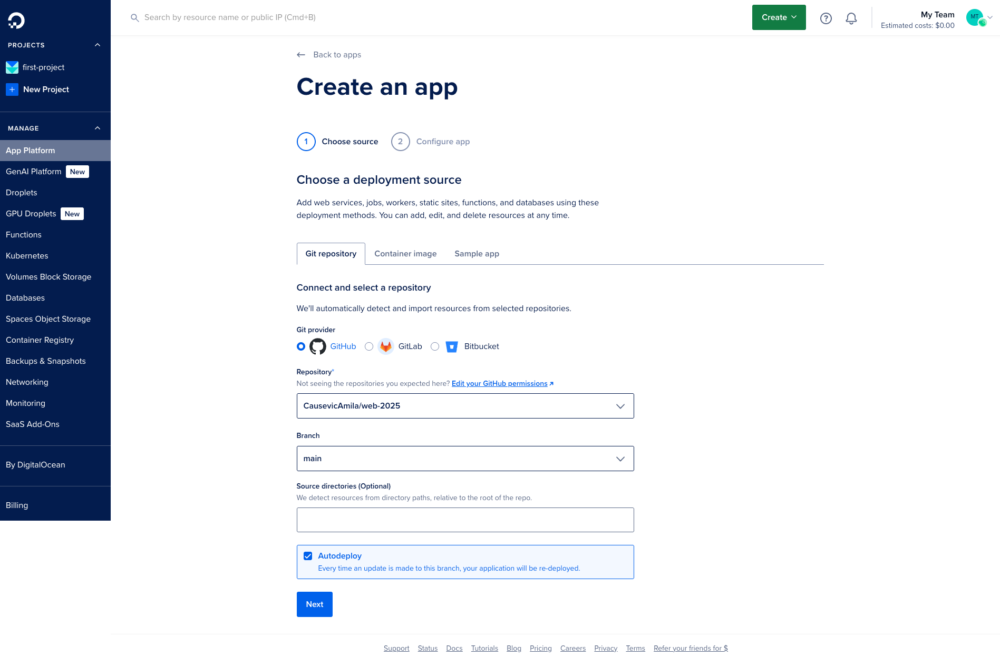 Search by resource name or public IP (Cmd+B)
Create
My Team
Estimated costs: $0.00
MT
PROJECTS
first-project
New Project
MANAGE
App Platform
GenAI Platform New
Droplets
GPU Droplets New
Functions
Kubernetes
Volumes Block Storage
Databases
Spaces Object Storage
Container Registry
Backups & Snapshots
Networking
Monitoring
SaaS Add-Ons
By DigitalOcean
Billing
Back to apps
Create an app
1 Choose source 2 Configure app
Choose a deployment source
Add web services, jobs, workers, static sites, functions, and databases using these
deployment methods. You can add, edit, and delete resources at any time.
Git repository Container image Sample app
Connect and select a repository
We'll automatically detect and import resources from selected repositories.
Git provider
GitHub GitLab Bitbucket
Repository*
Not seeing the repositories you expected here? Edit your GitHub permissions
CausevicAmila/web-2025
Branch
main
Source directories (Optional)
We detect resources from directory paths, relative to the root of the repo.
Autodeploy
Every time an update is made to this branch, your application will be re-deployed.
Next
Support Status Docs Tutorials Blog Pricing Careers Privacy Terms Refer your friends for $